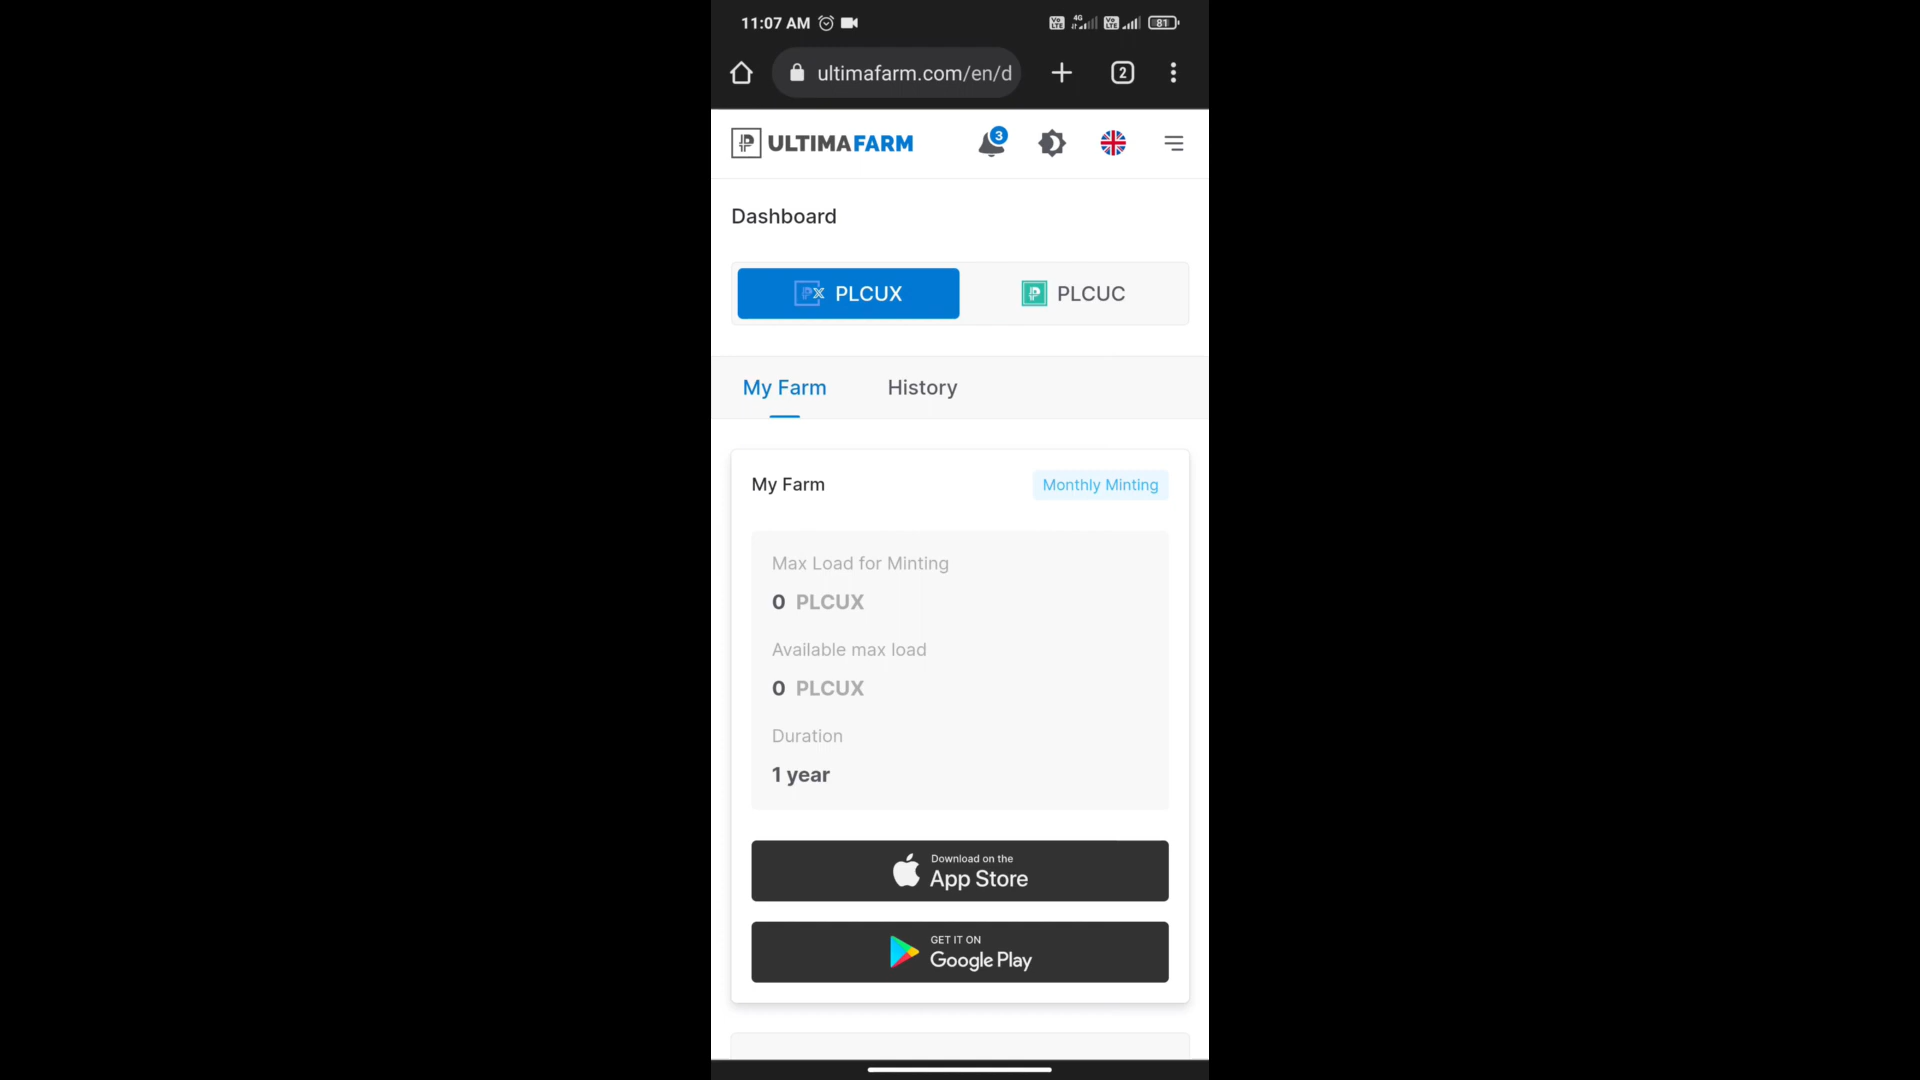 11:07 AM
81
ultimafarm.com/en/d
2
ULTIMAFARM
3
Dashboard
PLCUX
PLCUC
My Farm
History
My Farm
Monthly Minting
Max Load for Minting
0 PLCUX
Available max load
0 PLCUX
Duration
1 year
Download on the
App Store
GET IT ON
Google Play